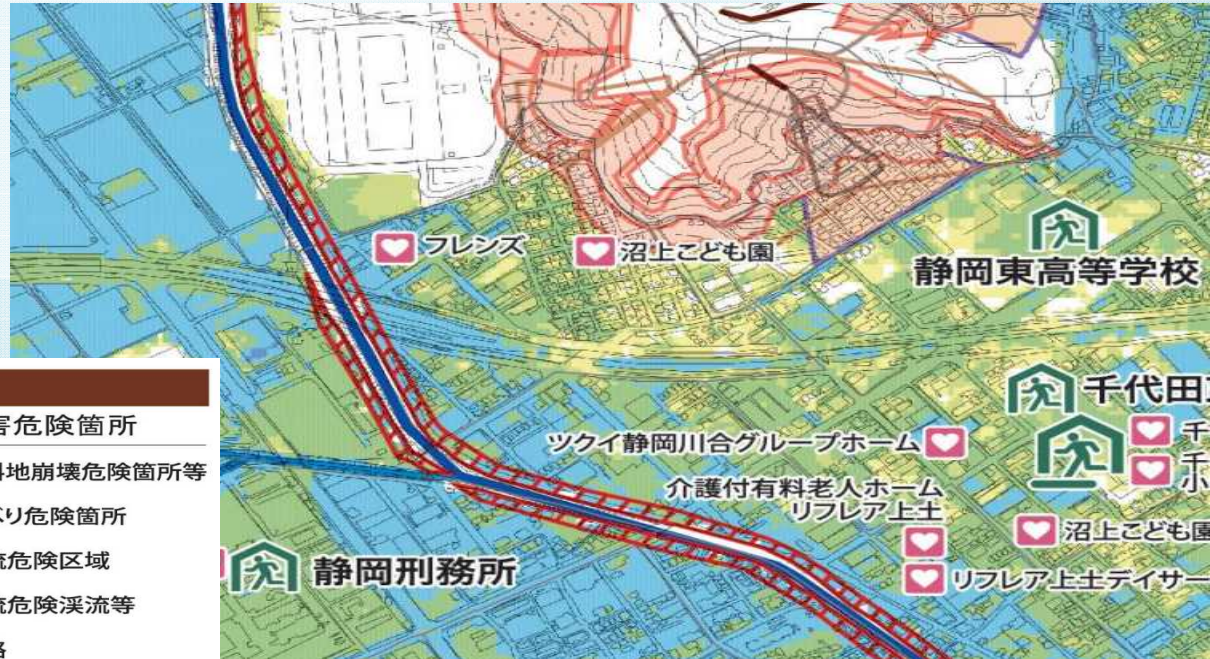 フレンズ
沼上こども園
静岡東高等学校
千代田
ツクイ静岡川合グループホーム
千
千
小
介護付有料老人ホーム
リフレア上土
沼上こども園
リフレア上土デイサー
静岡刑務所
害危険箇所
地崩壊危険箇所等
り危険箇所
流危険区域
流危険渓流等